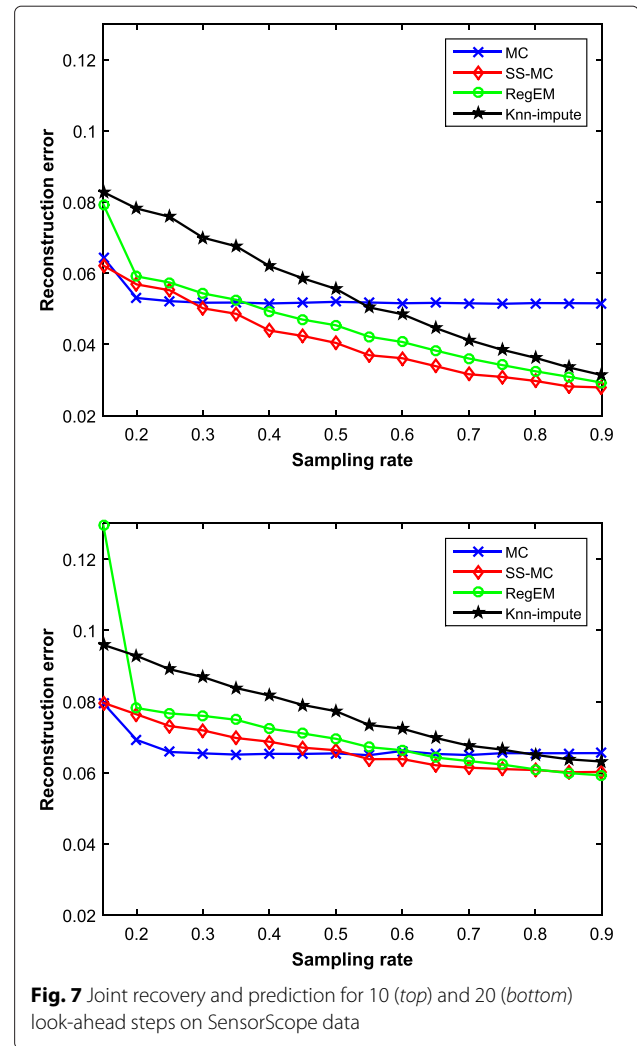 0.12
0.1
0.08
0.06
0.04
0.02
Reconstruction error
MC
SS-MC
RegEM
Knn-impute
0.2 0.3 0.4 0.5 0.6 0.7 0.8 0.9
Sampling rate
0.12
0.1
0.08
0.06
0.04
0.02
Reconstruction error
MC
SS-MC
RegEM
Knn-impute
0.2 0.3 0.4 0.5 0.6 0.7 0.8 0.9
Sampling rate
Fig. 7 Joint recovery and prediction for 10 (top) and 20 (bottom)
look-ahead steps on SensorScope data